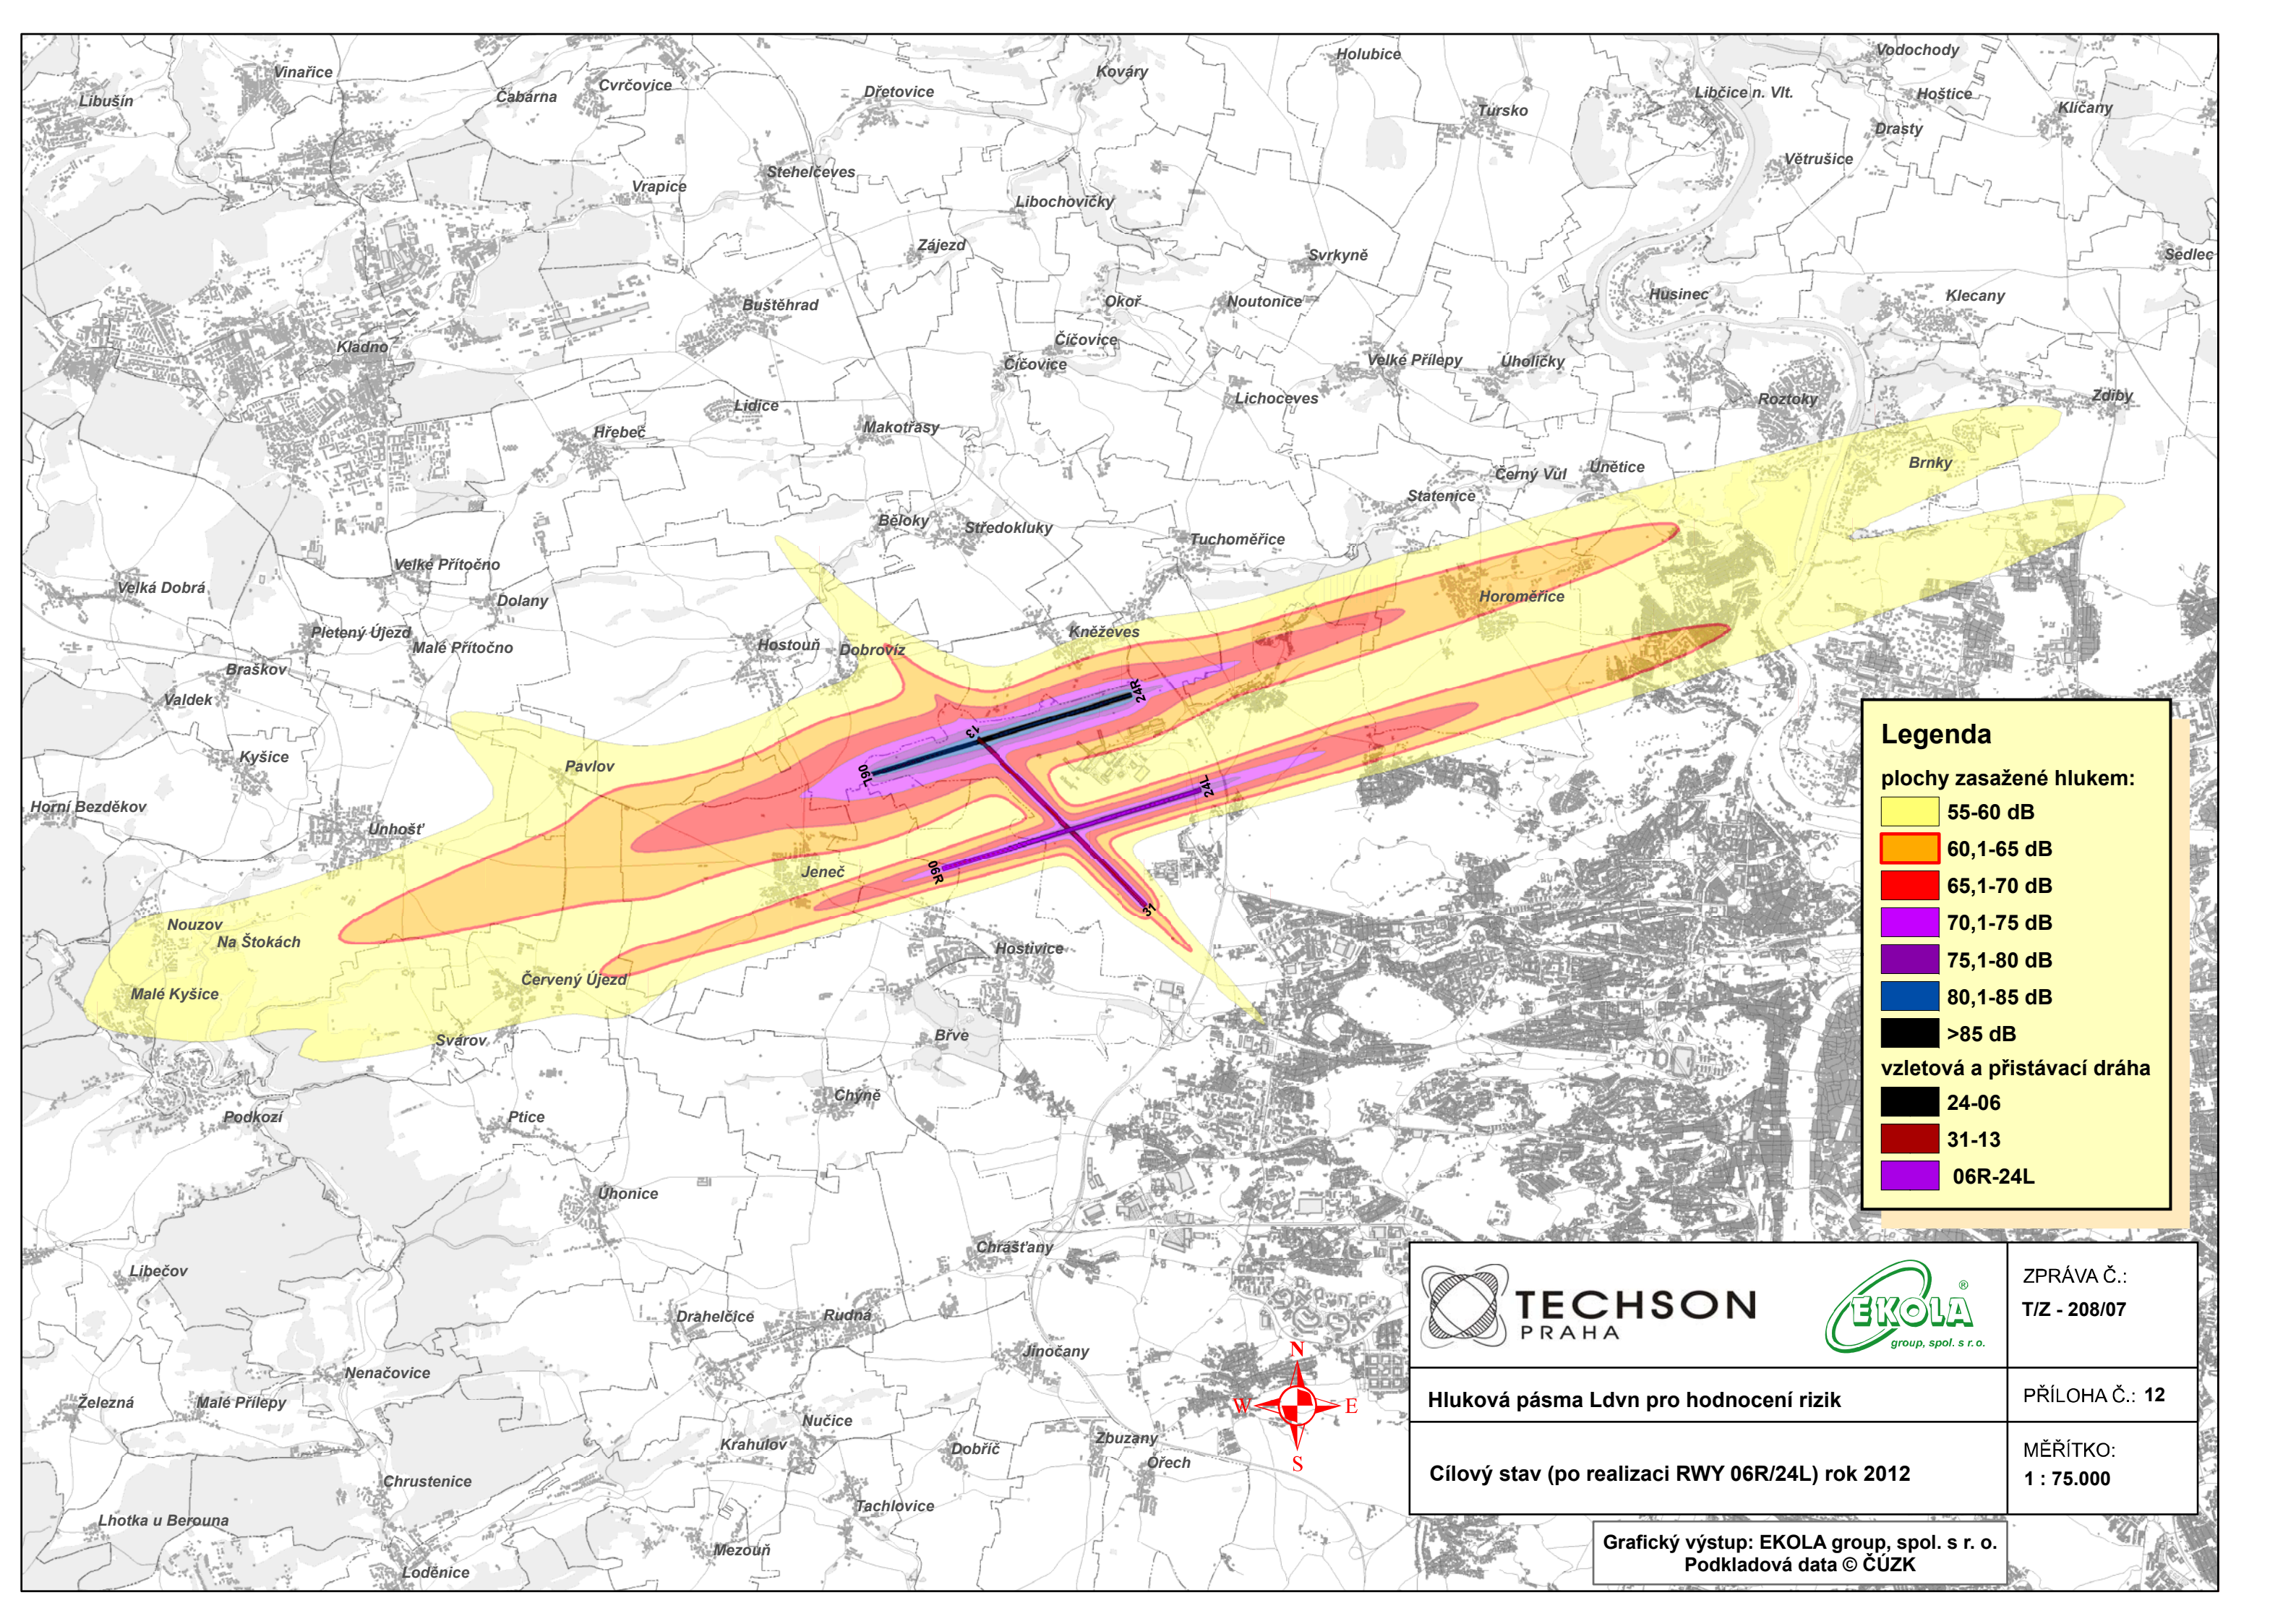 Vinařice
Libušín
Čabárna
Cvrčovice
Dřetovice
Kováry
Holubice
Tursko
Libčice n. Vlt.
Vodochody
Hoštice
Klíčany
Drasty
Větrušice
Vrapice
Stehelčeves
Libochovičky
Zájezd
Svrkyně
Sedlec
Buštěhrad
Okoř
Noutonice
Husinec
Klecany
Kladno
Číčovice
Číčovice
Velké Přílepy
Úholičky
Lidice
Lichoceves
Roztoky
Zdiby
Hřebeč
Makotřasy
Brnky
Statenice
Černý Vůl
Únětice
Běloky
Středokluky
Tuchoměřice
Velká Dobrá
Velké Přítočno
Dolany
Horoměřice
Pletený Újezd
Malé Přítočno
Hostouň
Dobrovíz
Kněževes
Braškov
Valdek
Kyšice
Pavlov
Horní Bezděkov
Unhošť
Jeneč
24R
13
06L
24L
06R
31
Nouzov
Na Štokách
Malé Kyšice
Červený Újezd
Hostivice
Svárov
Břve
Podkozí
Ptice
Chýně
Úhonice
Chrášťany
Libečov
Drahelčice
Rudná
Jinočany
Nenačovice
Železná
Malé Přílepy
Nučice
Krahulov
Dobříč
Zbuzany
Ořech
Chrustenice
Tachlovice
Lhotka u Berouna
Mezouň
Loděnice
Legenda
plochy zasažené hlukem:
55-60 dB
60,1-65 dB
65,1-70 dB
70,1-75 dB
75,1-80 dB
80,1-85 dB
>85 dB
vzletová a přistávací dráha
24-06
31-13
06R-24L
N
W E
S
TECHSON
PRAHA
EKOLA ®
group, spol. s r. o.
ZPRÁVA Č.:
T/Z - 208/07
Hluková pásma Ldvn pro hodnocení rizik
PŘÍLOHA Č.: 12
Cílový stav (po realizaci RWY 06R/24L) rok 2012
MĚŘÍTKO:
1 : 75.000
Grafický výstup: EKOLA group, spol. s r. o.
Podkladová data © ČÚZK